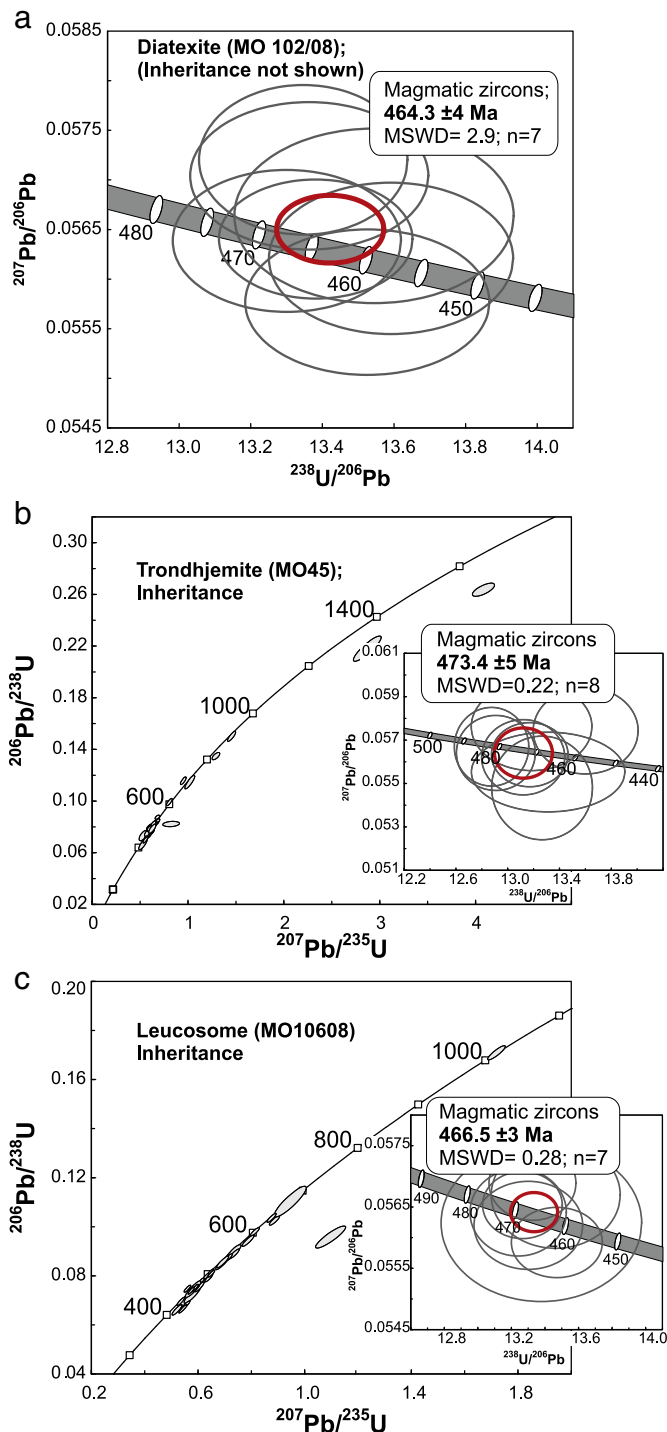 a
0.0585
Diatexite (MO 102/08);
(Inheritance not shown)
Magmatic zircons;
464.3 ±4 Ma
MSWD= 2.9; n=7
0.0575
207Pb/206Pb
0.0565
480
470
460
450
0.0555
0.0545
12.8 13.0 13.2 13.4 13.6 13.8 14.0
238U/206Pb
b
0.30
Trondhjemite (MO45);
Inheritance
0.26
1400
0.22
Magmatic zircons
473.4 ±5 Ma
MSWD=0.22; n=8
206Pb/238U
0.18
1000
0.14
0.10
600
0.06
0.02
0 1 2 3 4
207Pb/235U
0.061
0.059
0.057
0.055
0.053
0.051
207Pb/206Pb
500
480
460
440
12.2 12.6 13.0 13.4 13.8
238U/206Pb
c
0.20
Leucosome (MO10608)
Inheritance
1000
0.16
Magmatic zircons
466.5 ±3 Ma
MSWD= 0.28; n=7
206Pb/238U
800
0.12
600
0.08
400
0.04
0.2 0.6 1.0 1.4 1.8
207Pb/235U
0.0575
0.0565
0.0555
0.0545
207Pb/206Pb
490
480
470
460
450
12.8 13.2 13.6 14.0
238U/206Pb